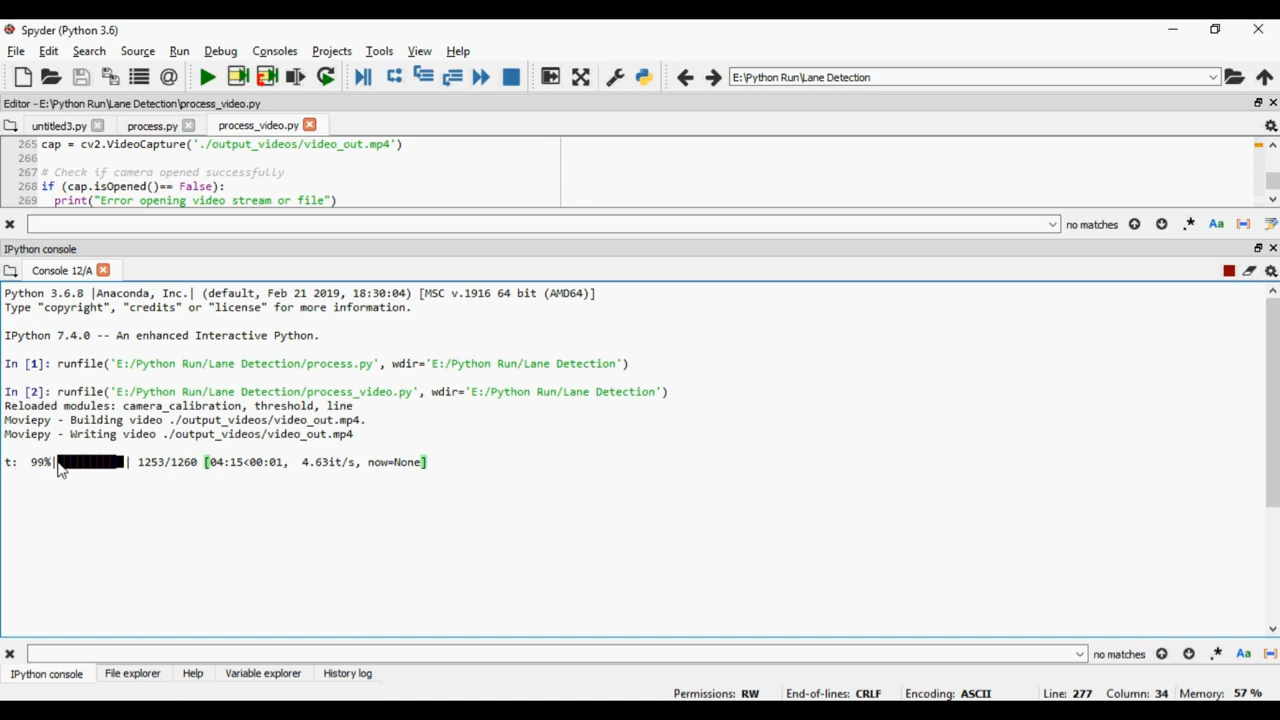 Spyder (Python 3.6)
File Edit Search Source Run Debug Consoles Projects Tools View Help
E:\Python Run\Lane Detection
Editor - E:\Python Run\Lane Detection\process_video.py
untitled3.py process.py process_video.py
265 cap = cv2.VideoCapture('./output_videos/video_out.mp4')
266
267 # Check if camera opened successfully
268 if (cap.isOpened()== False):
269 print("Error opening video stream or file")
no matches .* Aa
IPython console
Console 12/A
Python 3.6.8 |Anaconda, Inc.| (default, Feb 21 2019, 18:30:04) [MSC v.1916 64 bit (AMD64)]
Type "copyright", "credits" or "license" for more information.
IPython 7.4.0 -- An enhanced Interactive Python.
In [1]: runfile('E:/Python Run/Lane Detection/process.py', wdir='E:/Python Run/Lane Detection')
In [2]: runfile('E:/Python Run/Lane Detection/process_video.py', wdir='E:/Python Run/Lane Detection')
Reloaded modules: camera_calibration, threshold, line
Moviepy - Building video ./output_videos/video_out.mp4.
Moviepy - Writing video ./output_videos/video_out.mp4
t: 99%|██████████| 1253/1260 [04:15<00:01, 4.63it/s, now=None]
no matches .* Aa
IPython console File explorer Help Variable explorer History log
Permissions: RW End-of-lines: CRLF Encoding: ASCII Line: 277 Column: 34 Memory: 57 %